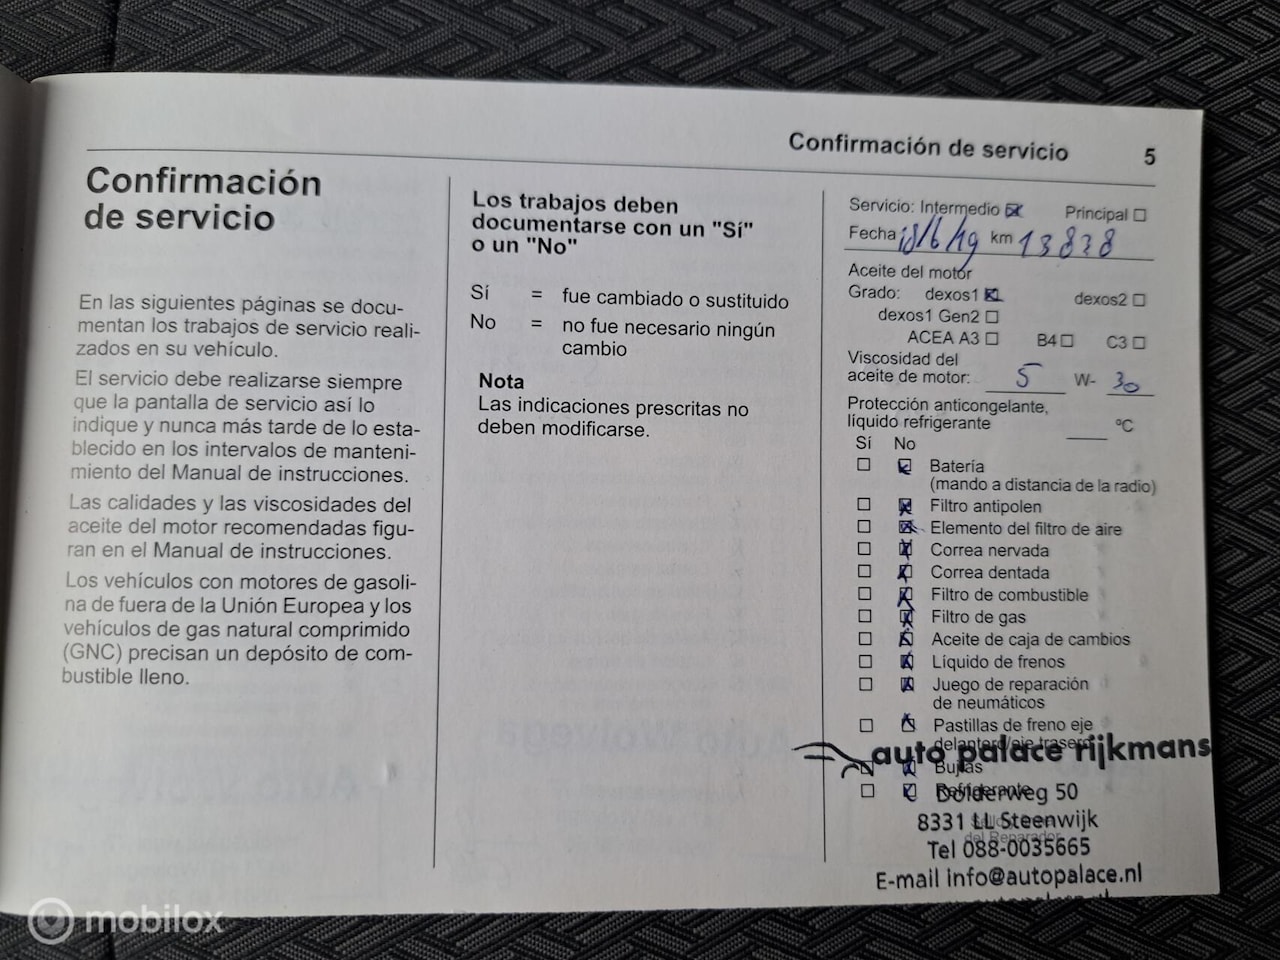 Confirmación de servicio 5
Confirmación
de servicio
En las siguientes páginas se docu-
mentan los trabajos de servicio reali-
zados en su vehículo.
El servicio debe realizarse siempre
que la pantalla de servicio así lo
indique y nunca más tarde de lo esta-
blecido en los intervalos de manteni-
miento del Manual de instrucciones.
Las calidades y las viscosidades del
aceite del motor recomendadas figu-
ran en el Manual de instrucciones.
Los vehículos con motores de gasoli-
na de fuera de la Unión Europea y los
vehículos de gas natural comprimido
(GNC) precisan un depósito de com-
bustible lleno.
Los trabajos deben
documentarse con un "Sí"
o un "No"
Sí = fue cambiado o sustituido
No = no fue necesario ningún
cambio
Nota
Las indicaciones prescritas no
deben modificarse.
Servicio: Intermedio Principal
Fecha 18/6/19 km 13828
Aceite del motor
Grado: dexos1 dexos2
dexos1 Gen2
ACEA A3 B4 C3
Viscosidad del
aceite de motor: 5 W- 30
Protección anticongelante,
líquido refrigerante °C
Sí No
Batería
(mando a distancia de la radio)
Filtro antipolen
Elemento del filtro de aire
Correa nervada
Correa dentada
Filtro de combustible
Filtro de gas
Aceite de caja de cambios
Líquido de frenos
Juego de reparación
de neumáticos
Pastillas de freno eje
delantero/eje trasero
auto palace rijkmans
Bujías
Refrigerante
Dolderweg 50
8331 LL Steenwijk
del Reparador
Tel 088-0035665
E-mail info@autopalace.nl
mobilox